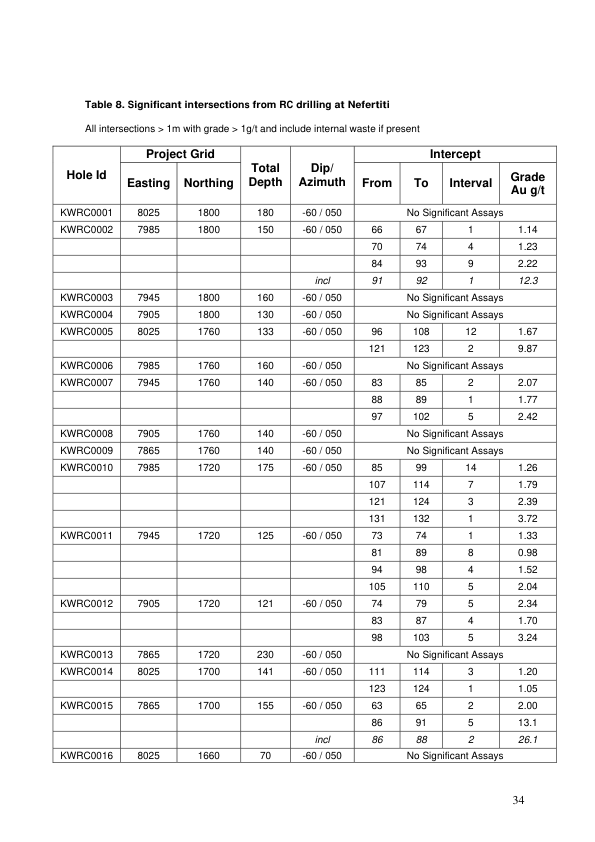 Table 8. Significant intersections from RC drilling at Nefertiti
All intersections > 1m with grade > 1g/t and include internal waste if present
Hole Id Project Grid Total Depth Dip/ Azimuth Intercept
Easting Northing From To Interval Grade Au g/t
KWRC0001 8025 1800 180 -60 / 050 No Significant Assays
KWRC0002 7985 1800 150 -60 / 050 66 67 1 1.14
70 74 4 1.23
84 93 9 2.22
incl 91 92 1 12.3
KWRC0003 7945 1800 160 -60 / 050 No Significant Assays
KWRC0004 7905 1800 130 -60 / 050 No Significant Assays
KWRC0005 8025 1760 133 -60 / 050 96 108 12 1.67
121 123 2 9.87
KWRC0006 7985 1760 160 -60 / 050 No Significant Assays
KWRC0007 7945 1760 140 -60 / 050 83 85 2 2.07
88 89 1 1.77
97 102 5 2.42
KWRC0008 7905 1760 140 -60 / 050 No Significant Assays
KWRC0009 7865 1760 140 -60 / 050 No Significant Assays
KWRC0010 7985 1720 175 -60 / 050 85 99 14 1.26
107 114 7 1.79
121 124 3 2.39
131 132 1 3.72
KWRC0011 7945 1720 125 -60 / 050 73 74 1 1.33
81 89 8 0.98
94 98 4 1.52
105 110 5 2.04
KWRC0012 7905 1720 121 -60 / 050 74 79 5 2.34
83 87 4 1.70
98 103 5 3.24
KWRC0013 7865 1720 230 -60 / 050 No Significant Assays
KWRC0014 8025 1700 141 -60 / 050 111 114 3 1.20
123 124 1 1.05
KWRC0015 7865 1700 155 -60 / 050 63 65 2 2.00
86 91 5 13.1
incl 86 88 2 26.1
KWRC0016 8025 1660 70 -60 / 050 No Significant Assays
34